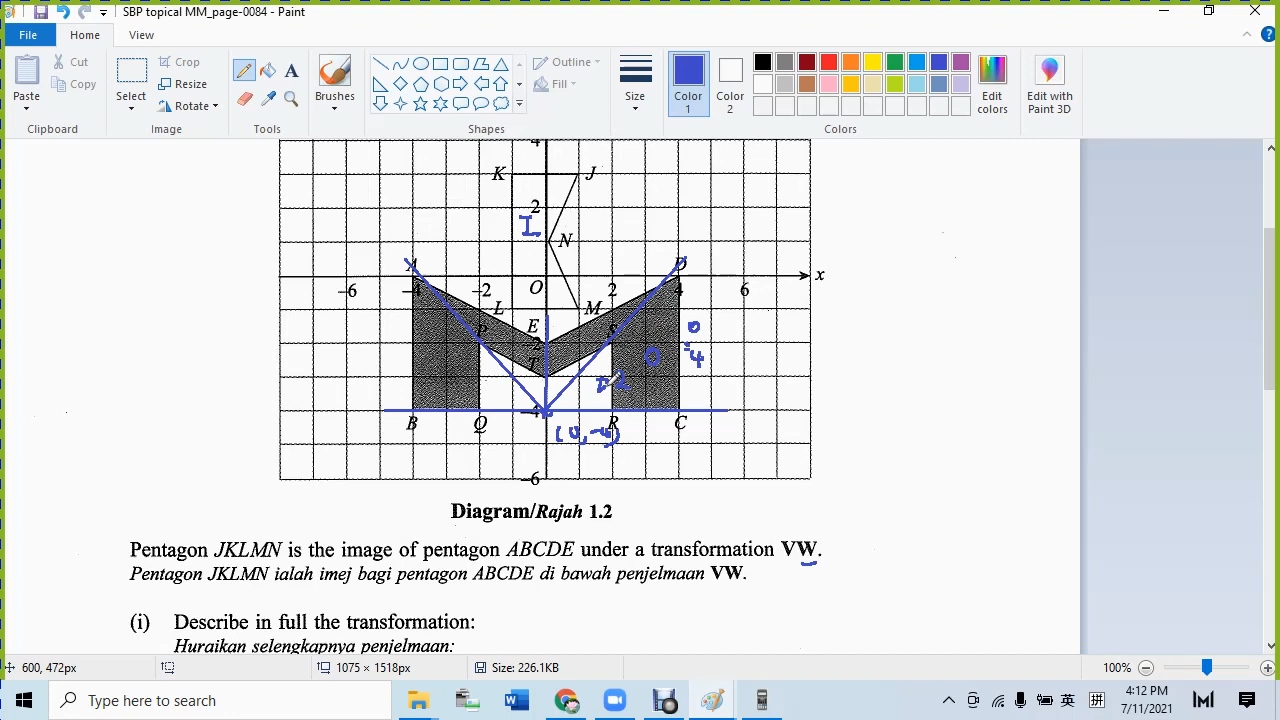 SBP topical MM_page-0084 - Paint
File Home View
Paste
Cut
Copy
Clipboard
Select
Crop
Resize
Rotate
Image
A
Tools
Brushes
Outline
Fill
Shapes
Size
Color 1
Color 2
Edit colors
Colors
Edit with Paint 3D
4
K J
2
I
N
A D
x
-6 -4 -2 O 2 4 6
L M
E
P S
-2
T
0
-4
0
-4
B Q R C
(0,-4)
-6
Diagram/Rajah 1.2
Pentagon JKLMN is the image of pentagon ABCDE under a transformation VW.
Pentagon JKLMN ialah imej bagi pentagon ABCDE di bawah penjelmaan VW.
(i) Describe in full the transformation:
Huraikan selengkapnya penjelmaan:
600, 472px
1075 × 1518px
Size: 226.1KB
100%
Type here to search
英
拼
4:12 PM
7/11/2021